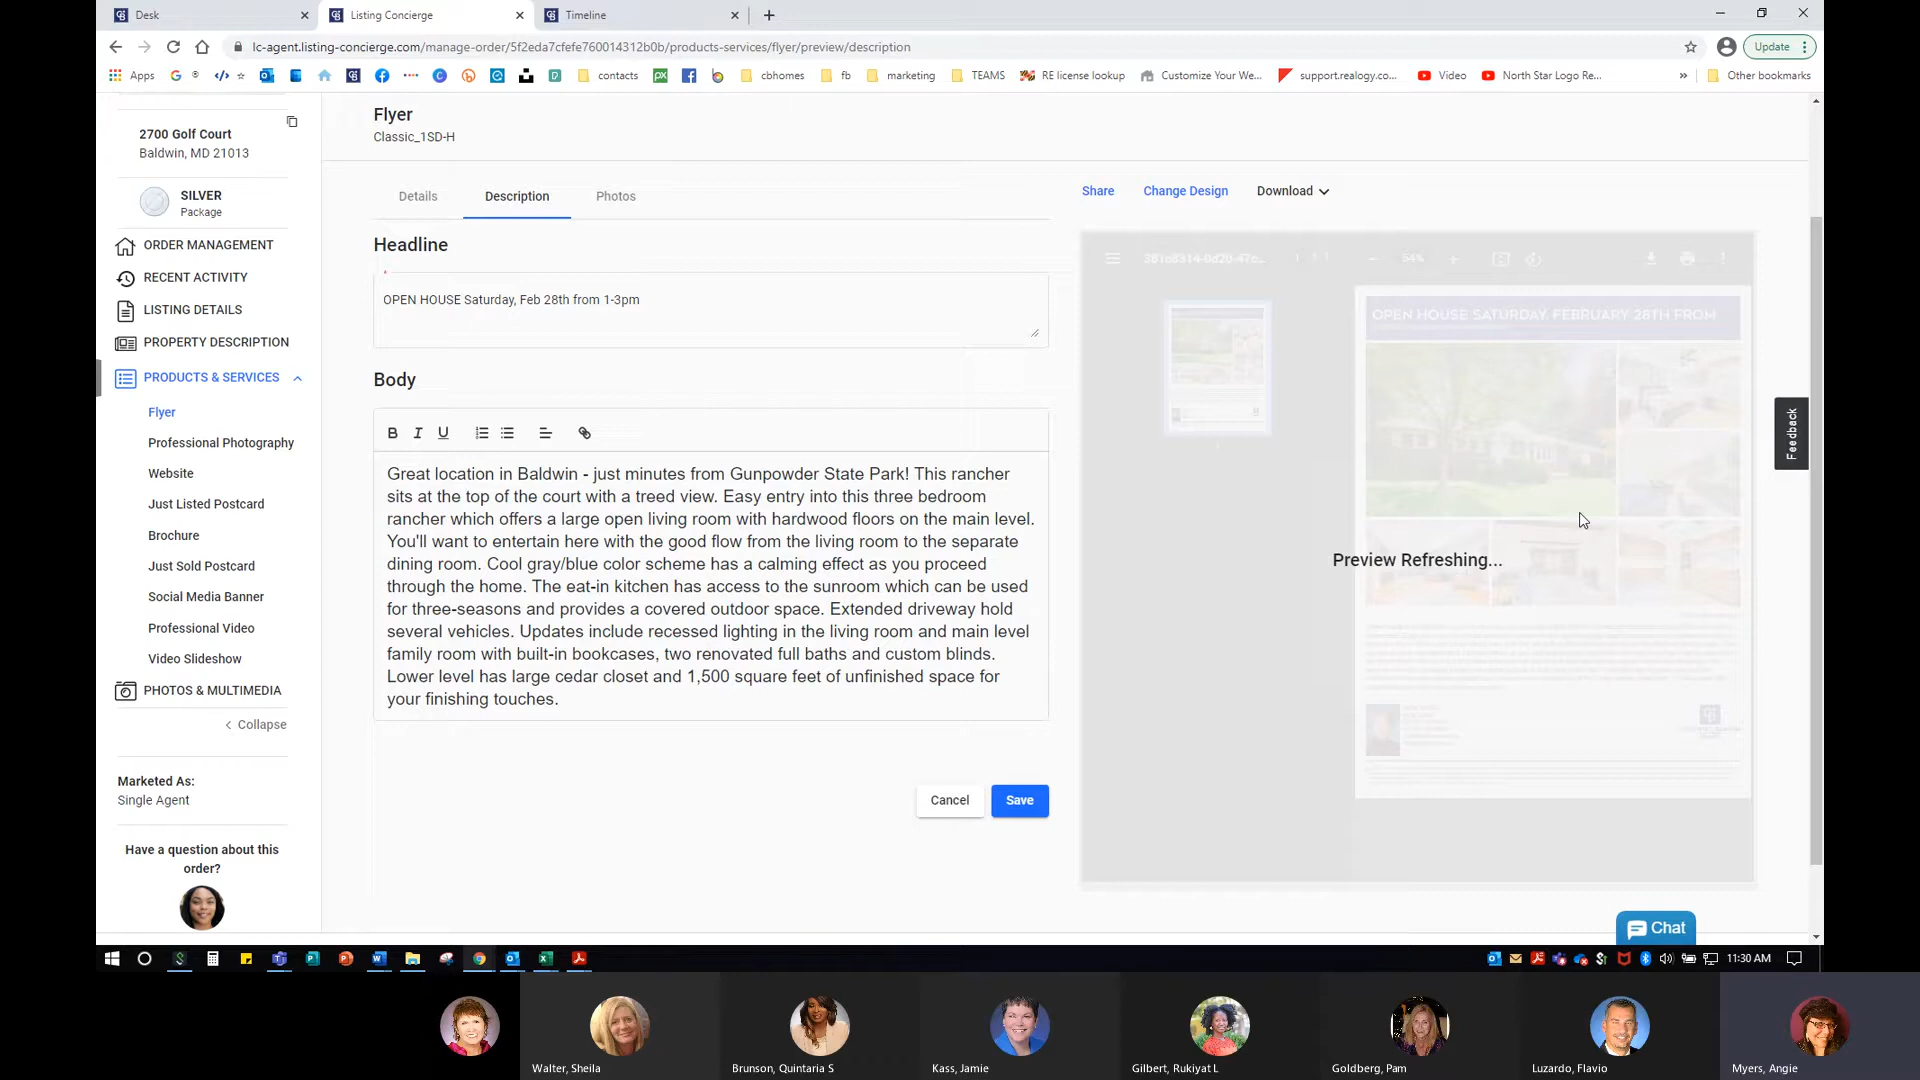 Desk
Listing Concierge
Timeline
lc-agent.listing-concierge.com/manage-order/5f2eda7cfefe760014312b0b/products-services/flyer/preview/description
Update
Apps
contacts
cbhomes
fb
marketing
TEAMS
RE license lookup
Customize Your We...
support.realogy.co...
Video
North Star Logo Re...
»
Other bookmarks
2700 Golf Court
Baldwin, MD 21013
SILVER
Package
ORDER MANAGEMENT
RECENT ACTIVITY
LISTING DETAILS
PROPERTY DESCRIPTION
PRODUCTS & SERVICES
Flyer
Professional Photography
Website
Just Listed Postcard
Brochure
Just Sold Postcard
Social Media Banner
Professional Video
Video Slideshow
PHOTOS & MULTIMEDIA
Collapse
Marketed As:
Single Agent
Have a question about this
order?
Flyer
Classic_1SD-H
Details
Description
Photos
Headline
*
OPEN HOUSE Saturday, Feb 28th from 1-3pm
Body
B I U
Great location in Baldwin - just minutes from Gunpowder State Park! This rancher
sits at the top of the court with a treed view. Easy entry into this three bedroom
rancher which offers a large open living room with hardwood floors on the main level.
You'll want to entertain here with the good flow from the living room to the separate
dining room. Cool gray/blue color scheme has a calming effect as you proceed
through the home. The eat-in kitchen has access to the sunroom which can be used
for three-seasons and provides a covered outdoor space. Extended driveway hold
several vehicles. Updates include recessed lighting in the living room and main level
family room with built-in bookcases, two renovated full baths and custom blinds.
Lower level has large cedar closet and 1,500 square feet of unfinished space for
your finishing touches.
Cancel
Save
Share
Change Design
Download
54%
OPEN HOUSE SATURDAY, FEBRUARY 28TH FROM
Preview Refreshing...
Feedback
Chat
11:30 AM
Walter, Sheila
Brunson, Quintaria S
Kass, Jamie
Gilbert, Rukiyat L
Goldberg, Pam
Luzardo, Flavio
Myers, Angie